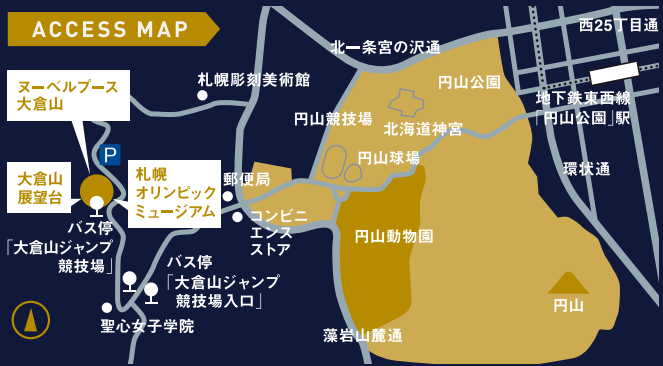 ACCESS MAP
西25丁目通
北一条宮の沢通
札幌彫刻美術館
円山公園
ヌーベルプース
大倉山
地下鉄東西線
「円山公園」駅
円山競技場
北海道神宮
P
円山球場
環状通
大倉山
展望台
札幌
オリンピック
ミュージアム
郵便局
コンビニ
エンス
ストア
バス停
「大倉山ジャンプ
競技場」
円山動物園
バス停
「大倉山ジャンプ
競技場入口」
円山
聖心女子学院
藻岩山麓通